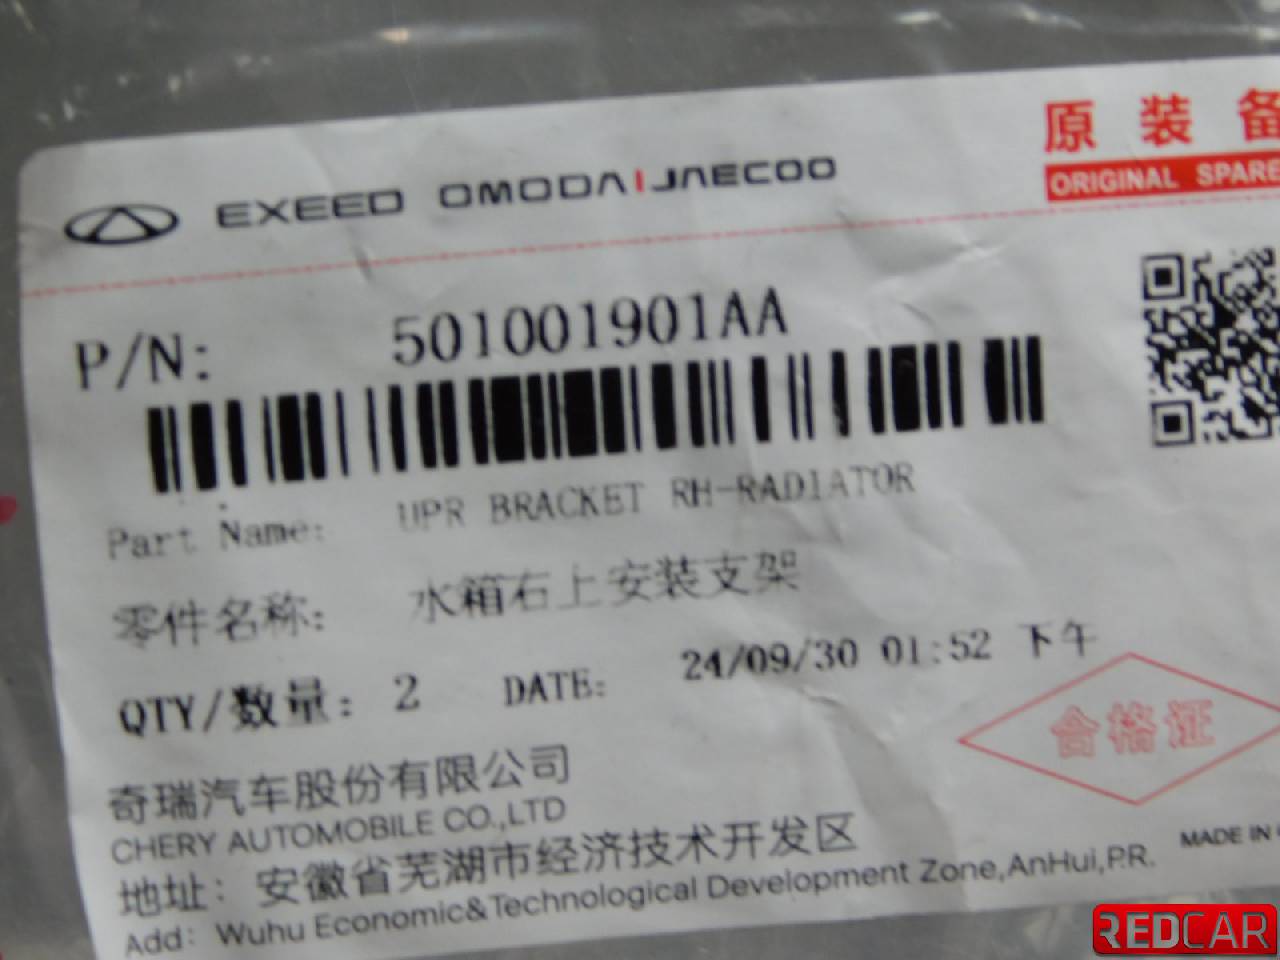 EXEED OMODA|JAECOO
原装备
ORIGINAL SPARE
P/N: 501001901AA
Part Name: UPR BRACKET RH-RADIATOR
零件名称: 水箱右上安装支架
QTY/数量: 2 DATE: 24/09/30 01:52 下午
合格证
奇瑞汽车股份有限公司
CHERY AUTOMOBILE CO.,LTD
地址: 安徽省芜湖市经济技术开发区
MADE IN
Add: Wuhu Economic&Technological Development Zone,AnHui,P.R.
REDCAR